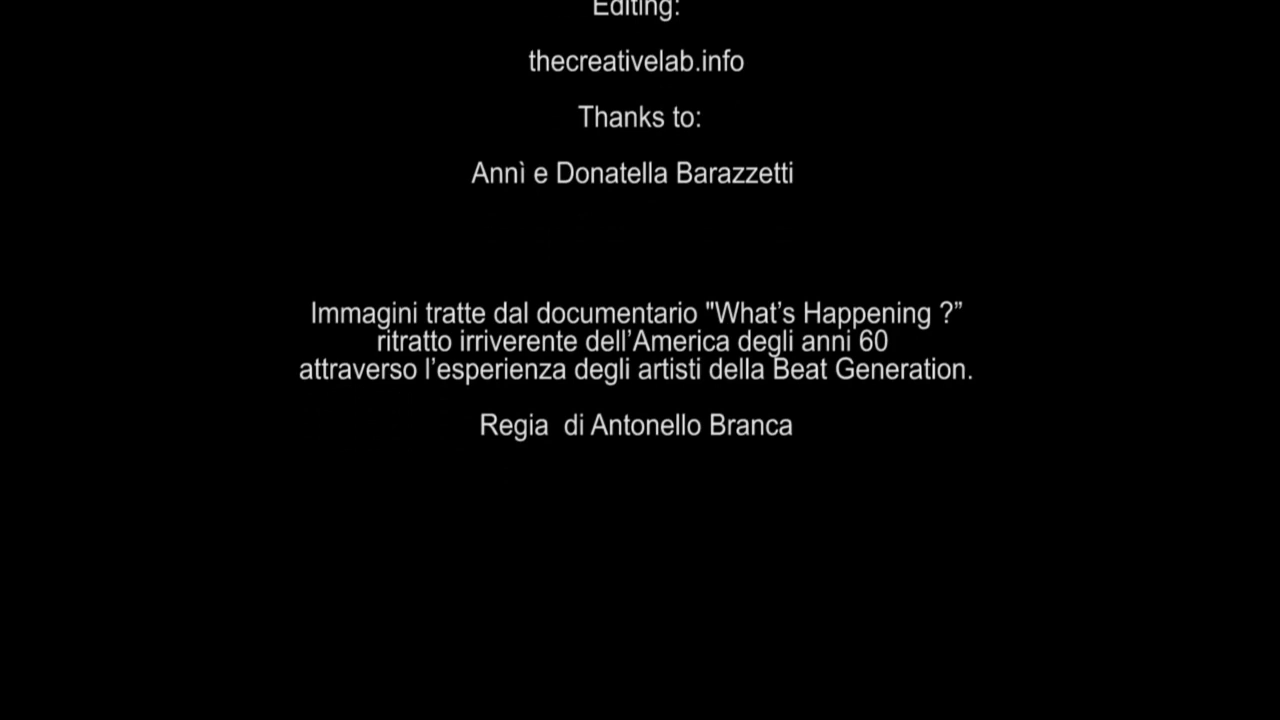 Editing:
thecreativelab.info
Thanks to:
Annì e Donatella Barazzetti
Immagini tratte dal documentario "What’s Happening ?”
ritratto irriverente dell’America degli anni 60
attraverso l’esperienza degli artisti della Beat Generation.
Regia  di Antonello Branca